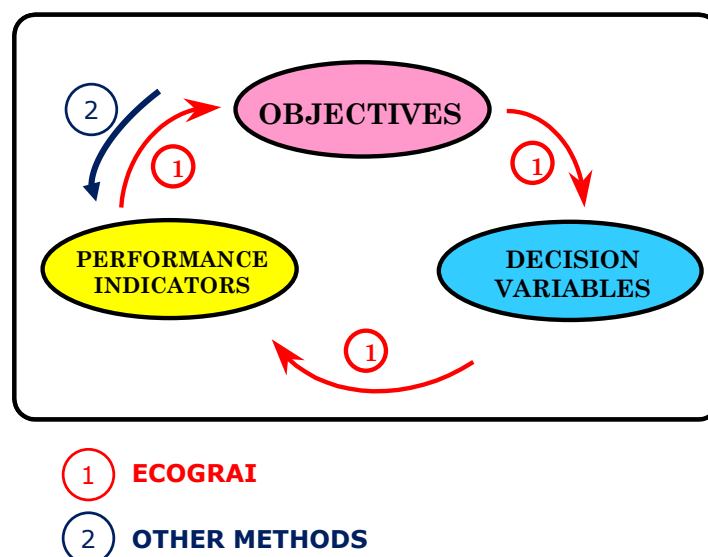 2
OBJECTIVES
1
1
PERFORMANCE
INDICATORS
DECISION
VARIABLES
1
1 ECOGRAI
2 OTHER METHODS